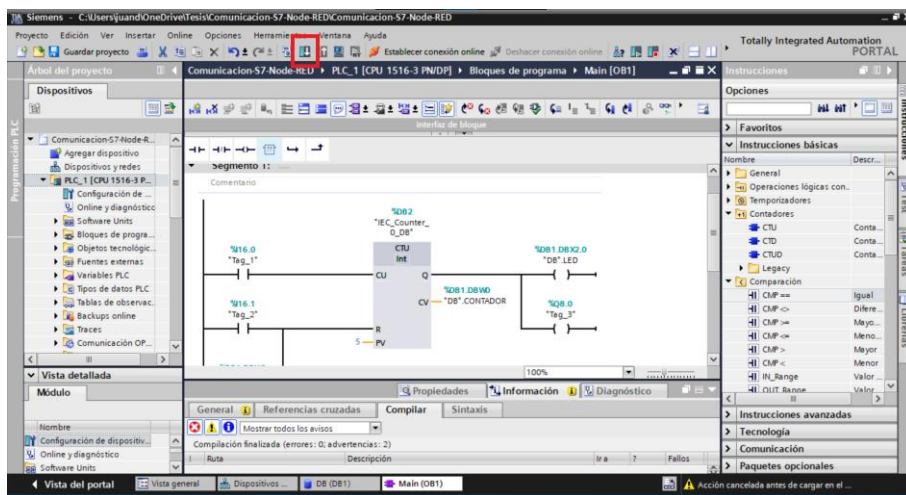 Siemens - C:\Users\juand\OneDrive\Tesis\Comunicacion-S7-Node-RED\Comunicacion-S7-Node-RED
Proyecto Edición Ver Insertar Online Opciones Herramientas Ventana Ayuda
Totally Integrated Automation
PORTAL
Guardar proyecto
Establecer conexión online
Deshacer conexión online
Árbol del proyecto
Dispositivos
Programación PLC
Comunicacion-S7-Node-R...
Agregar dispositivo
Dispositivos y redes
PLC_1 [CPU 1516-3 P...
Configuración de ...
Online y diagnóstico
Software Units
Bloques de progra...
Objetos tecnológic...
Fuentes externas
Variables PLC
Tipos de datos PLC
Tablas de observac...
Backups online
Traces
Comunicación OP...
Vista detallada
Módulo
Nombre
Configuración de dispositiv...
Online y diagnóstico
Software Units
Comunicacion-S7-Node-RED
PLC_1 [CPU 1516-3 PN/DP]
Bloques de programa
Main [OB1]
Interfaz de bloque
Segmento 1:
Comentario
%DB2
"IEC_Counter_
0_DB"
CTU
Int
%I16.0
"Tag_1"
CU
Q
%DB1.DBX2.0
"DB".LED
%DB1.DBW0
CV
"DB".CONTADOR
%I16.1
"Tag_2"
R
%Q8.0
"Tag_3"
5
PV
100%
Propiedades
Información
Diagnóstico
General
Referencias cruzadas
Compilar
Sintaxis
Mostrar todos los avisos
Compilación finalizada (errores: 0; advertencias: 2)
!
Ruta
Descripción
Ir a
?
Fallos
Instrucciones
Opciones
Favoritos
Instrucciones básicas
Nombre
Descr...
General
Operaciones lógicas con..
Temporizadores
Contadores
CTU
Conta...
CTD
Conta...
CTUD
Conta...
Legacy
Comparación
CMP ==
Igual
CMP <>
Difere...
CMP >=
Mayo...
CMP <=
Meno...
CMP >
Mayor
CMP <
Menor
IN_Range
Valor ...
OUT_Range
Valor
Instrucciones avanzadas
Tecnología
Comunicación
Paquetes opcionales
Instrucciones
Test
Tareas
Librerías
Vista del portal
Vista general
Dispositivos ...
DB (DB1)
Main (OB1)
Acción cancelada antes de cargar en el ...